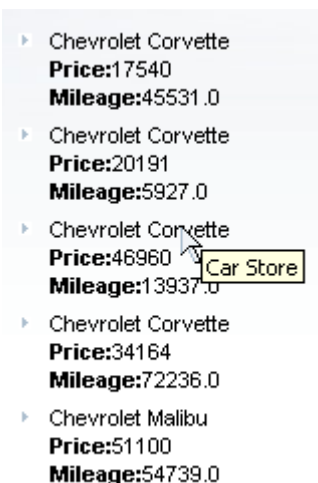 Chevrolet Corvette
Price:17540
Mileage:45531.0
Chevrolet Corvette
Price:20191
Mileage:5927.0
Chevrolet Corvette
Price:46960
Car Store
Mileage:13937.0
Chevrolet Corvette
Price:34164
Mileage:72236.0
Chevrolet Malibu
Price:51100
Mileage:54739.0